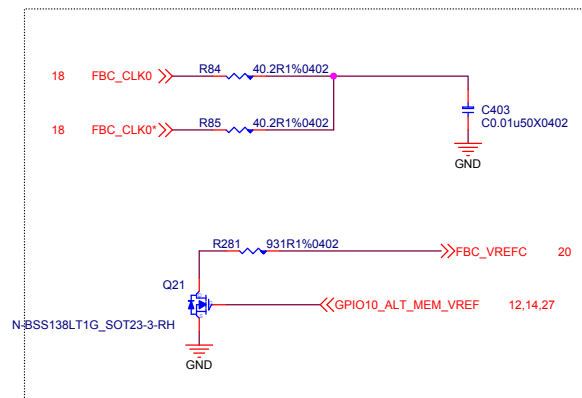 18 FBC_CLK0 R84 40.2R1%0402
18 FBC_CLK0* R85 40.2R1%0402
C403
C0.01u50X0402
GND
R281 931R1%0402
FBC_VREFC 20
Q21
GPIO10_ALT_MEM_VREF 12,14,27
N-BSS138LT1G_SOT23-3-RH
GND